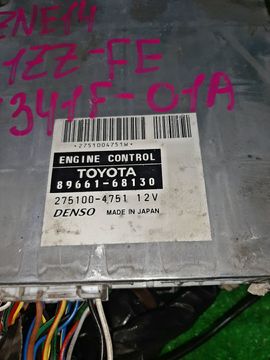 ZNE14
1ZZ-FE
341F-01A
*2751004751W*
ENGINE CONTROL
TOYOTA
89661-68130
275100-4751 12V
DENSO MADE IN JAPAN